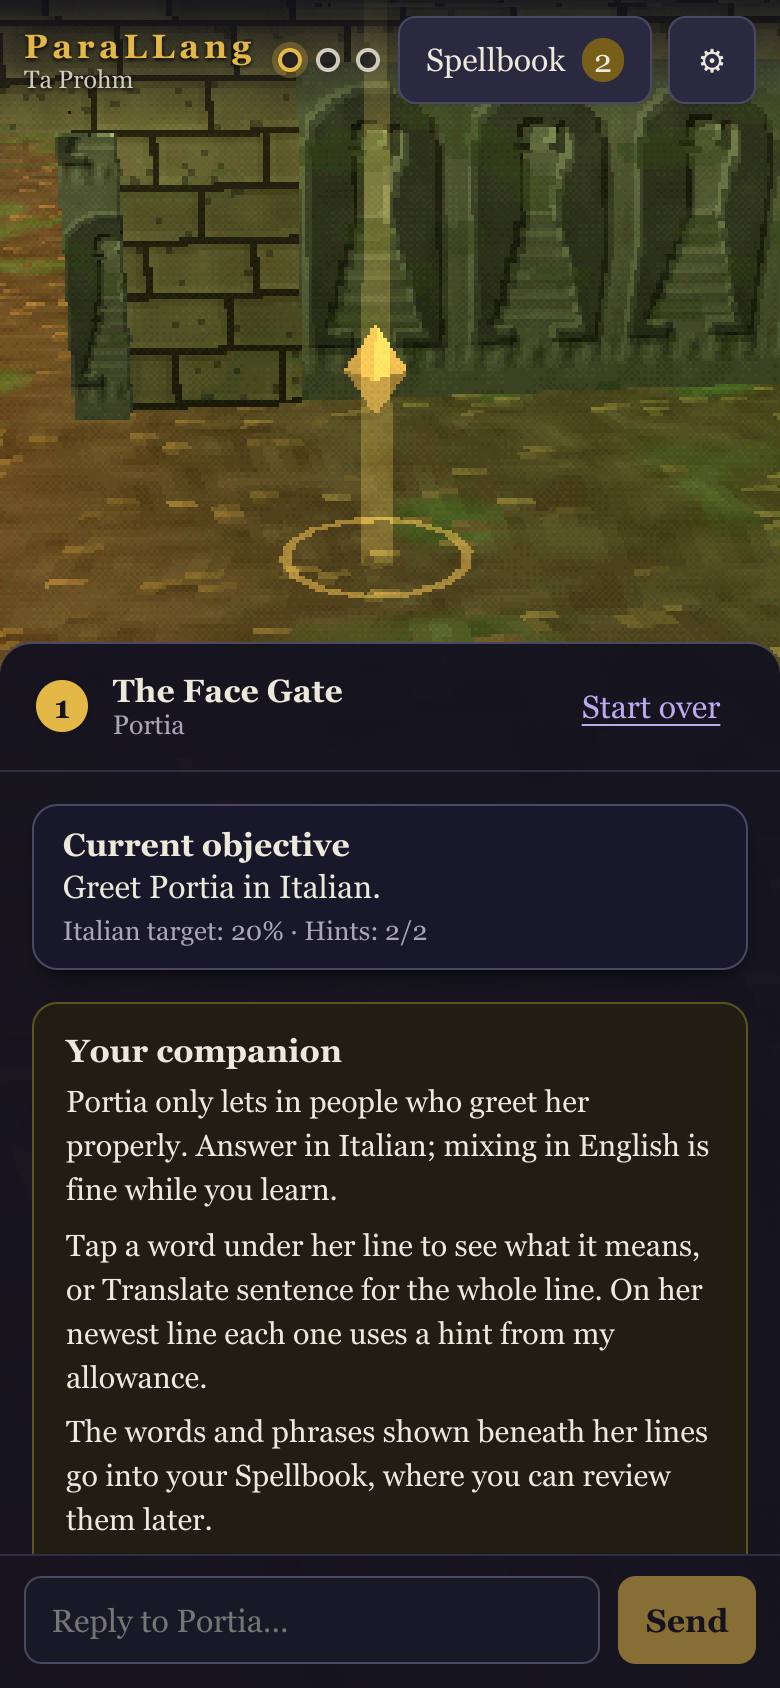 ParaLLang
Ta Prohm
Spellbook 2
1
The Face Gate
Portia
Start over
Current objective
Greet Portia in Italian.
Italian target: 20% · Hints: 2/2
Your companion
Portia only lets in people who greet her
properly. Answer in Italian; mixing in English is
fine while you learn.
Tap a word under her line to see what it means,
or Translate sentence for the whole line. On her
newest line each one uses a hint from my
allowance.
The words and phrases shown beneath her lines
go into your Spellbook, where you can review
them later.
Reply to Portia...
Send